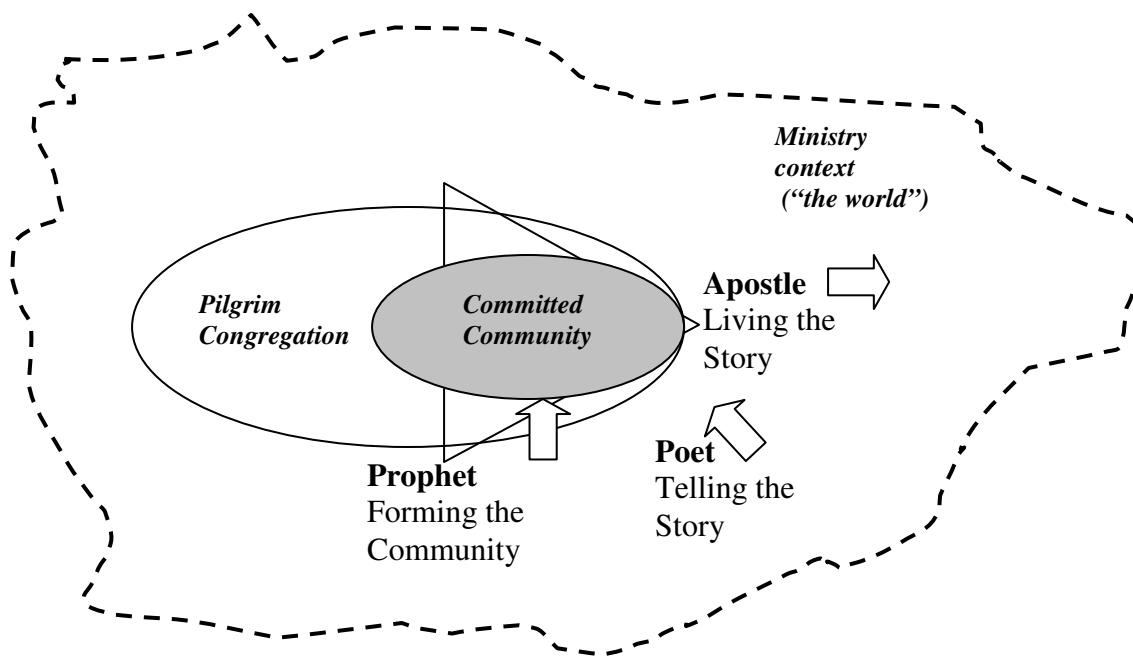 Ministry
context
(“the world”)
Pilgrim
Congregation
Committed
Community
Apostle
Living the
Story
Prophet
Forming the
Community
Poet
Telling the
Story